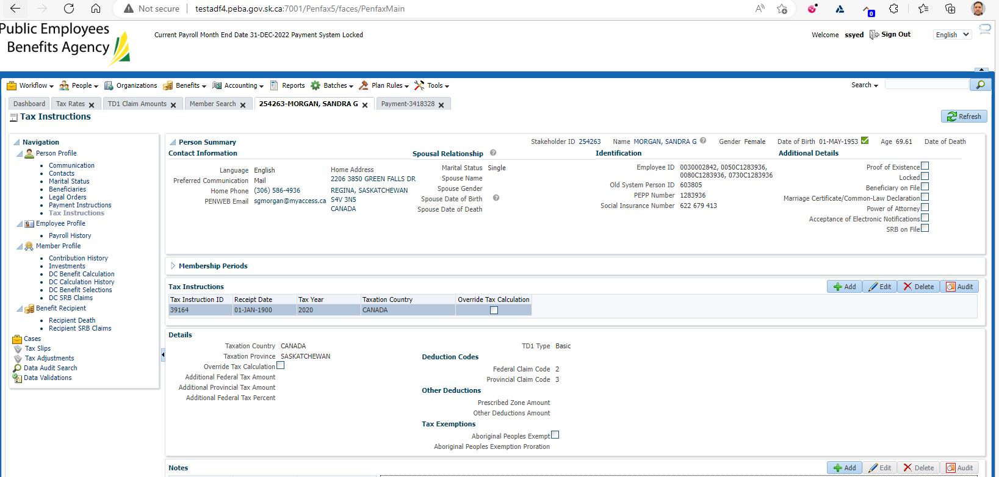 Not secure testadf4.peba.gov.sk.ca:7001/Penfax5/faces/PenfaxMain
0
Public Employees
Benefits Agency
Current Payroll Month End Date 31-DEC-2022 Payment System Locked
Welcome ssyed Sign Out English
Workflow People Organizations Benefits Accounting Reports Batches Plan Rules Tools Search
Dashboard Tax Rates TD1 Claim Amounts Member Search 254263-MORGAN, SANDRA G Payment-3418328
Tax Instructions Refresh
Navigation
Person Profile
Communication
Contacts
Marital Status
Beneficiaries
Legal Orders
Payment Instructions
Tax Instructions
Employee Profile
Payroll History
Member Profile
Contribution History
Investments
DC Benefit Calculation
DC Calculation History
DC Benefit Selections
DC SRB Claims
Benefit Recipient
Recipient Death
Recipient SRB Claims
Cases
Tax Slips
Tax Adjustments
Data Audit Search
Data Validations
Person Summary Stakeholder ID 254263 Name MORGAN, SANDRA G Gender Female Date of Birth 01-MAY-1953 Age 69.61 Date of Death
Contact Information
Language English
Preferred Communication Mail
Home Phone (306) 586-4936
PENWEB Email sgmorgan@myaccess.ca
Home Address
2206 3850 GREEN FALLS DR
REGINA, SASKATCHEWAN
S4V 3N5
CANADA
Spousal Relationship
Marital Status Single
Spouse Name
Spouse Gender
Spouse Date of Birth
Spouse Date of Death
Identification
Employee ID 0030002842, 0050C1283936,
0080C1283936, 0730C1283936
Old System Person ID 603805
PEPP Number 1283936
Social Insurance Number 622 679 413
Additional Details
Proof of Existence
Locked
Beneficiary on File
Marriage Certificate/Common-Law Declaration
Power of Attorney
Acceptance of Electronic Notifications
SRB on File
Membership Periods
Tax Instructions Add Edit Delete Audit
Tax Instruction ID Receipt Date Tax Year Taxation Country Override Tax Calculation
39164 01-JAN-1900 2020 CANADA
Details
Taxation Country CANADA
Taxation Province SASKATCHEWAN
Override Tax Calculation
Additional Federal Tax Amount
Additional Provincial Tax Amount
Additional Federal Tax Percent
TD1 Type Basic
Deduction Codes
Federal Claim Code 2
Provincial Claim Code 3
Other Deductions
Prescribed Zone Amount
Other Deductions Amount
Tax Exemptions
Aboriginal Peoples Exempt
Aboriginal Peoples Exemption Proration
Notes Add Edit Delete Audit